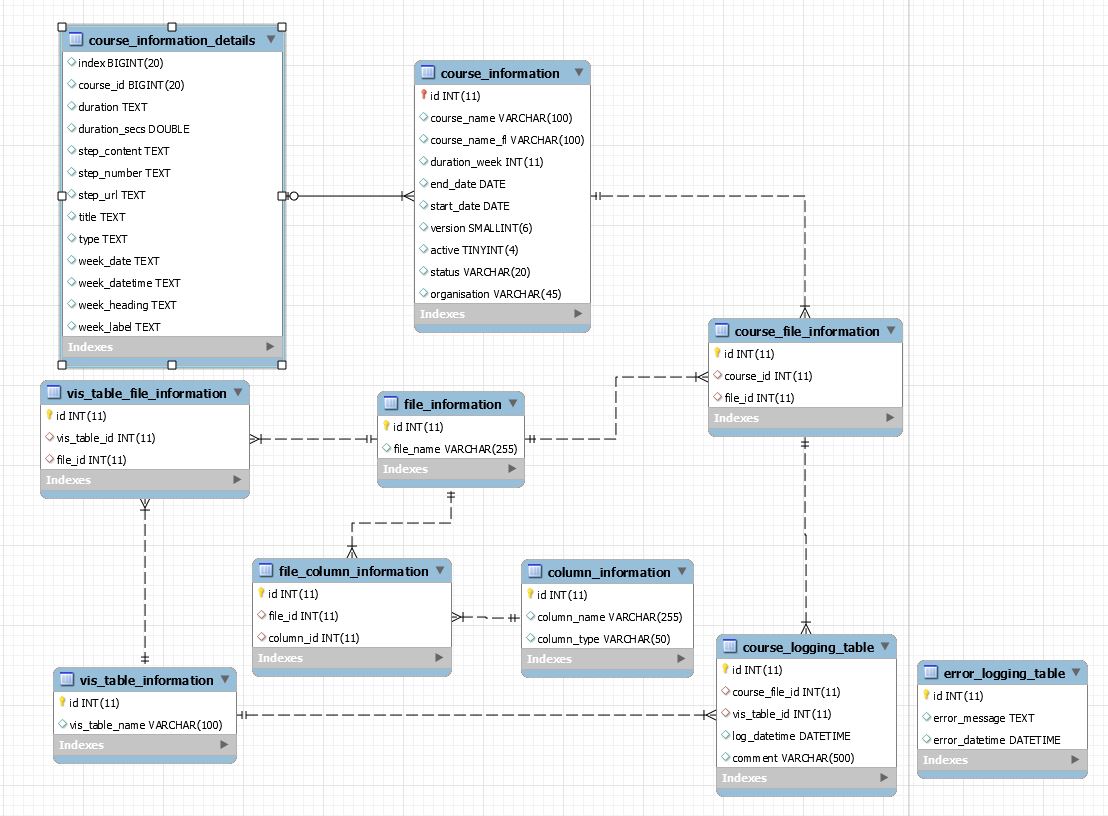 course_information_details
index BIGINT(20)
course_id BIGINT(20)
duration TEXT
duration_secs DOUBLE
step_content TEXT
step_number TEXT
step_url TEXT
title TEXT
type TEXT
week_date TEXT
week_datetime TEXT
week_heading TEXT
week_label TEXT
Indexes
course_information
id INT(11)
course_name VARCHAR(100)
course_name_fl VARCHAR(100)
duration_week INT(11)
end_date DATE
start_date DATE
version SMALLINT(6)
active TINYINT(4)
status VARCHAR(20)
organisation VARCHAR(45)
Indexes
course_file_information
id INT(11)
course_id INT(11)
file_id INT(11)
Indexes
vis_table_file_information
id INT(11)
vis_table_id INT(11)
file_id INT(11)
Indexes
file_information
id INT(11)
file_name VARCHAR(255)
Indexes
file_column_information
id INT(11)
file_id INT(11)
column_id INT(11)
Indexes
column_information
id INT(11)
column_name VARCHAR(255)
column_type VARCHAR(50)
Indexes
vis_table_information
id INT(11)
vis_table_name VARCHAR(100)
Indexes
course_logging_table
id INT(11)
course_file_id INT(11)
vis_table_id INT(11)
log_datetime DATETIME
comment VARCHAR(500)
Indexes
error_logging_table
id INT(11)
error_message TEXT
error_datetime DATETIME
Indexes